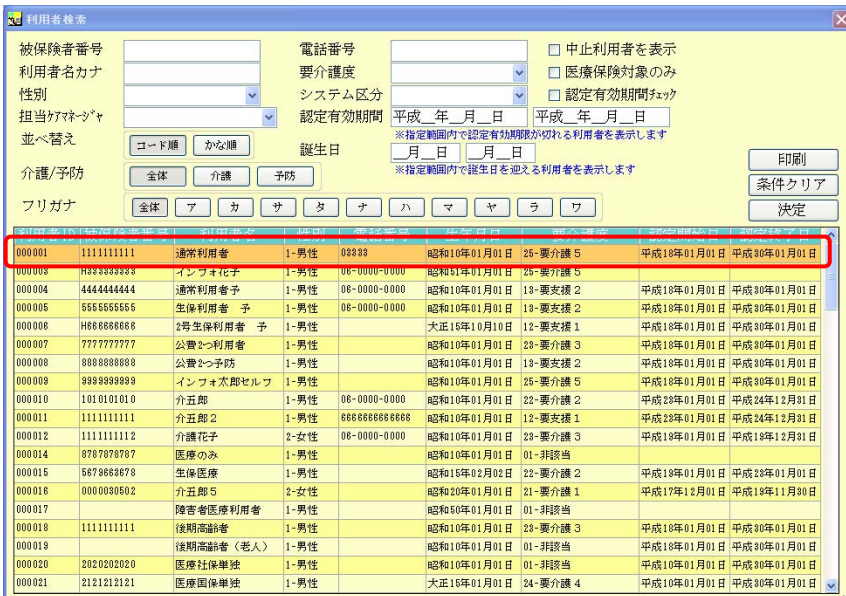 利用者検索
被保険者番号 電話番号 □ 中止利用者を表示
利用者名カナ 要介護度 □ 医療保険対象のみ
性別 システム区分 □ 認定有効期間ﾁｪｯｸ
担当ｹｱﾏﾈｰｼﾞｬ 認定有効期間 平成__年__月__日 平成__年__月__日
※指定範囲内で認定有効期限が切れる利用者を表示します
並べ替え コード順 かな順 誕生日 __月__日 __月__日
※指定範囲内で誕生日を迎える利用者を表示します
印刷
介護/予防 全体 介護 予防
条件クリア
フリガナ 全体 ア カ サ タ ナ ハ マ ヤ ラ ワ 決定
利用者ID 被保険者番号 利用者名 性別 電話番号 生年月日 要介護度 認定開始日 認定終了日
000001 1111111111 通常利用者 1-男性 03333 昭和10年01月01日 25-要介護５ 平成18年01月01日 平成30年01月01日
000003 H333333333 インフォ花子 1-男性 06-0000-0000 昭和51年01月01日 25-要介護５
000004 4444444444 通常利用者予 1-男性 06-0000-0000 昭和10年01月01日 13-要支援２ 平成18年01月01日 平成30年01月01日
000005 5555555555 生保利用者　予 1-男性 06-0000-0000 昭和10年01月01日 13-要支援２ 平成18年01月01日 平成30年01月01日
000006 H666666666 2号生保利用者　予 1-男性 大正15年10月10日 12-要支援１ 平成18年01月01日 平成30年01月01日
000007 7777777777 公費2つ利用者 1-男性 昭和10年01月01日 23-要介護３ 平成18年01月01日 平成30年01月01日
000008 8888888888 公費2つ予防 1-男性 昭和10年01月01日 13-要支援２ 平成18年01月01日 平成30年01月01日
000009 9999999999 インフォ太郎セルフ 1-男性 昭和10年01月01日 25-要介護５ 平成18年01月01日 平成30年01月01日
000010 1010101010 介五郎 1-男性 06-0000-0000 昭和10年01月01日 22-要介護２ 平成23年01月01日 平成24年12月31日
000011 1111111111 介五郎２ 1-男性 6666666666666 昭和10年01月01日 12-要支援１ 平成23年01月01日 平成24年12月31日
000012 1111111112 介護花子 2-女性 06-0000-0000 昭和10年01月01日 23-要介護３ 平成19年01月01日 平成19年12月31日
000014 8787878787 医療のみ 1-男性 昭和10年01月01日 01-非該当
000015 5679663678 生保医療 1-男性 昭和15年02月02日 22-要介護２ 平成19年01月01日 平成23年01月01日
000016 0000030502 介五郎５ 2-女性 昭和20年01月01日 21-要介護１ 平成17年12月01日 平成19年11月30日
000017 障害者医療利用者 1-男性 昭和50年01月01日 01-非該当
000018 1111111111 後期高齢者 1-男性 昭和10年01月01日 23-要介護３ 平成18年01月01日 平成30年01月01日
000019 後期高齢者（老人） 1-男性 昭和10年01月01日 01-非該当 平成18年01月01日 平成30年01月01日
000020 2020202020 医療社保単独 1-男性 昭和10年01月01日 01-非該当 平成10年01月01日 平成30年01月01日
000021 2121212121 医療国保単独 1-男性 大正15年01月01日 24-要介護４ 平成10年01月01日 平成30年01月01日